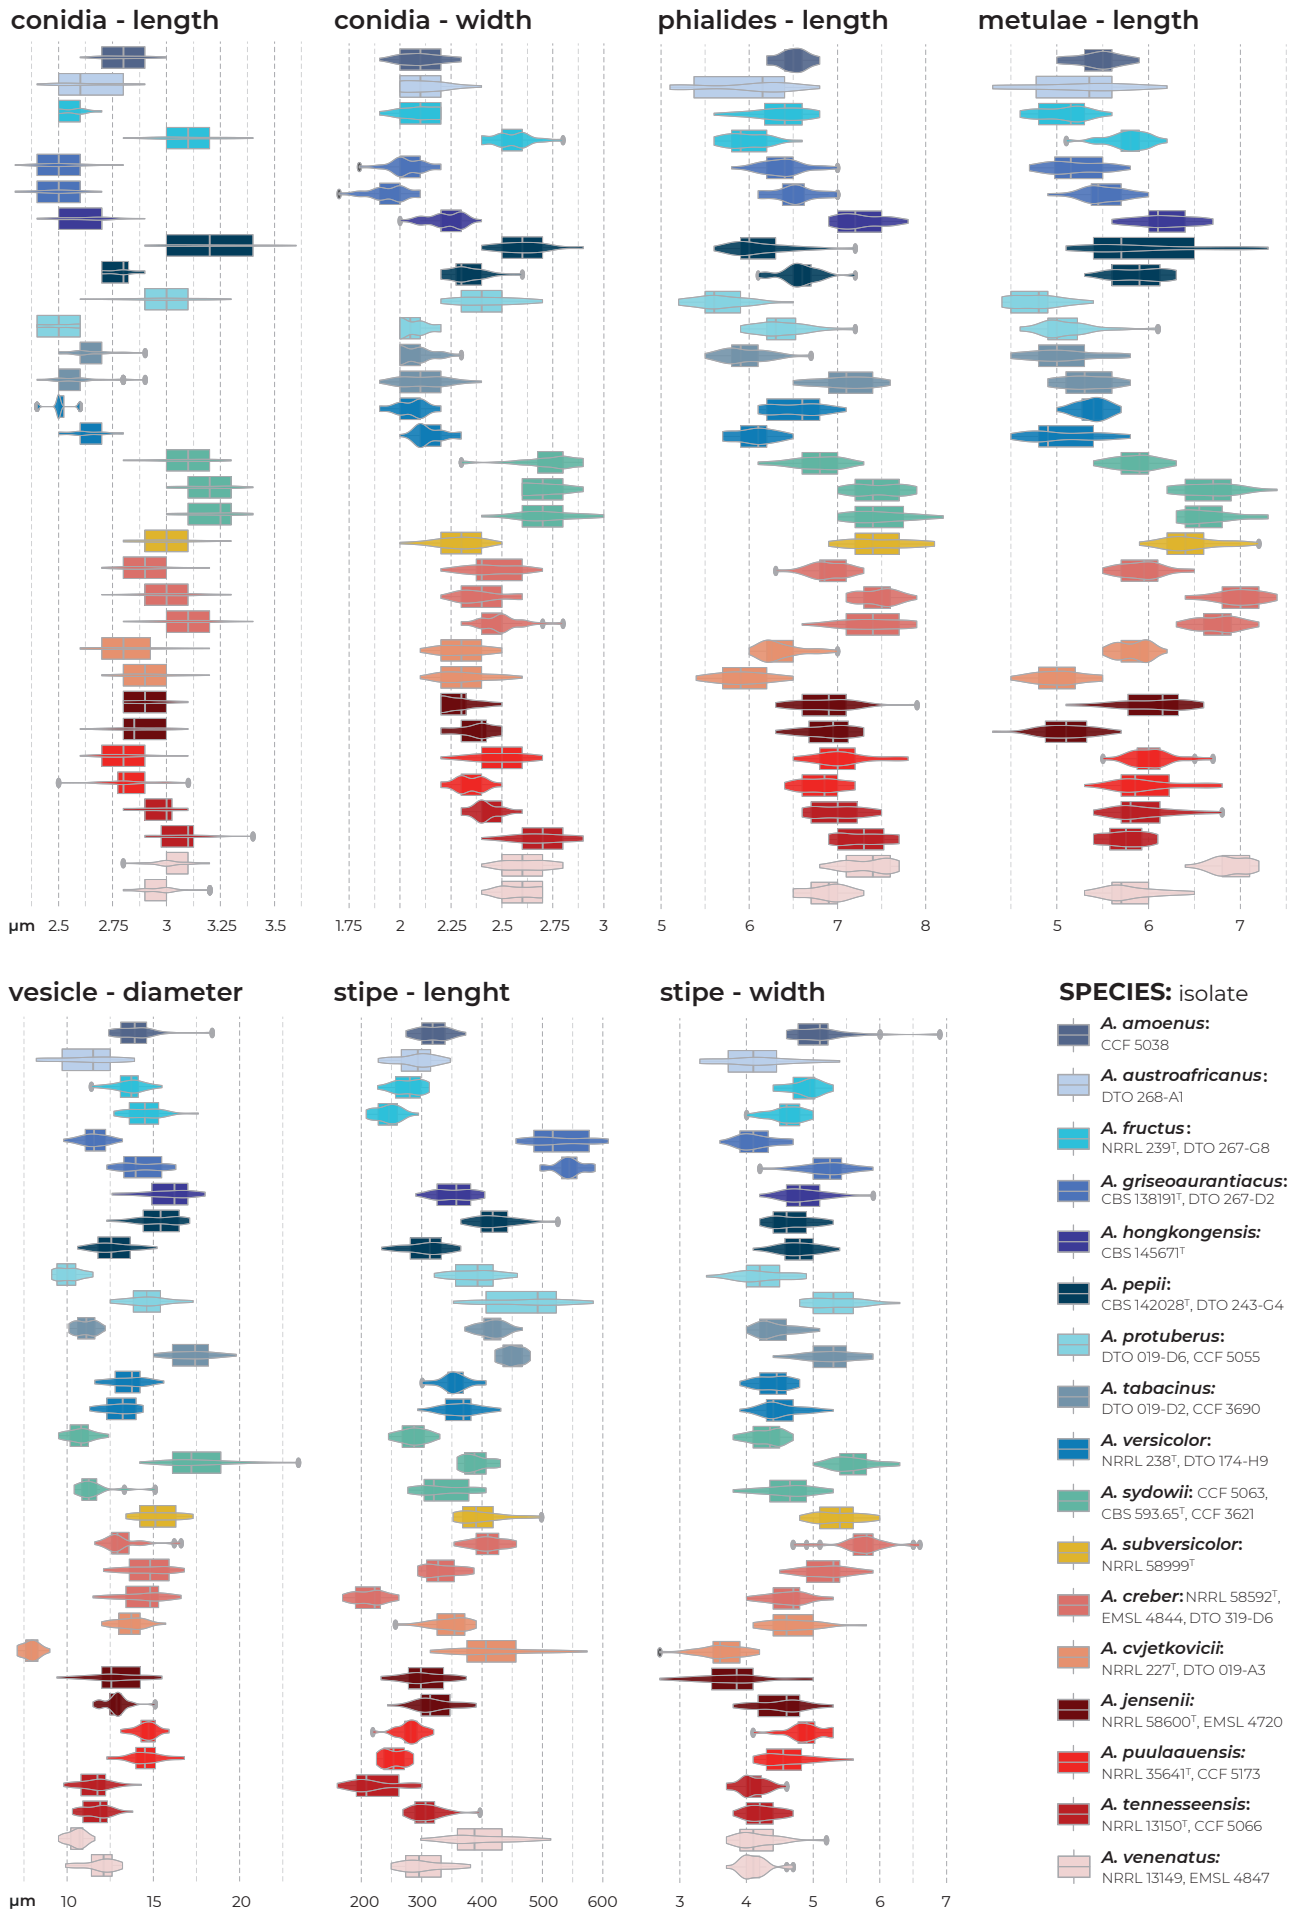 conidia - length
conidia - width
phialides - length
metulae - length
µm 2.5 2.75 3 3.25 3.5
1.75 2 2.25 2.5 2.75 3
5 6 7 8
5 6 7
vesicle - diameter
stipe - lenght
stipe - width
µm 10 15 20
200 300 400 500 600
3 4 5 6 7
SPECIES: isolate
A. amoenus:
CCF 5038
A. austroafricanus:
DTO 268-A1
A. fructus:
NRRL 239ᵀ, DTO 267-G8
A. griseoaurantiacus:
CBS 138191ᵀ, DTO 267-D2
A. hongkongensis:
CBS 145671ᵀ
A. pepii:
CBS 142028ᵀ, DTO 243-G4
A. protuberus:
DTO 019-D6, CCF 5055
A. tabacinus:
DTO 019-D2, CCF 3690
A. versicolor:
NRRL 238ᵀ, DTO 174-H9
A. sydowii: CCF 5063,
CBS 593.65ᵀ, CCF 3621
A. subversicolor:
NRRL 58999ᵀ
A. creber: NRRL 58592ᵀ,
EMSL 4844, DTO 319-D6
A. cvjetkovicii:
NRRL 227ᵀ, DTO 019-A3
A. jensenii:
NRRL 58600ᵀ, EMSL 4720
A. puulaauensis:
NRRL 35641ᵀ, CCF 5173
A. tennesseensis:
NRRL 13150ᵀ, CCF 5066
A. venenatus:
NRRL 13149, EMSL 4847